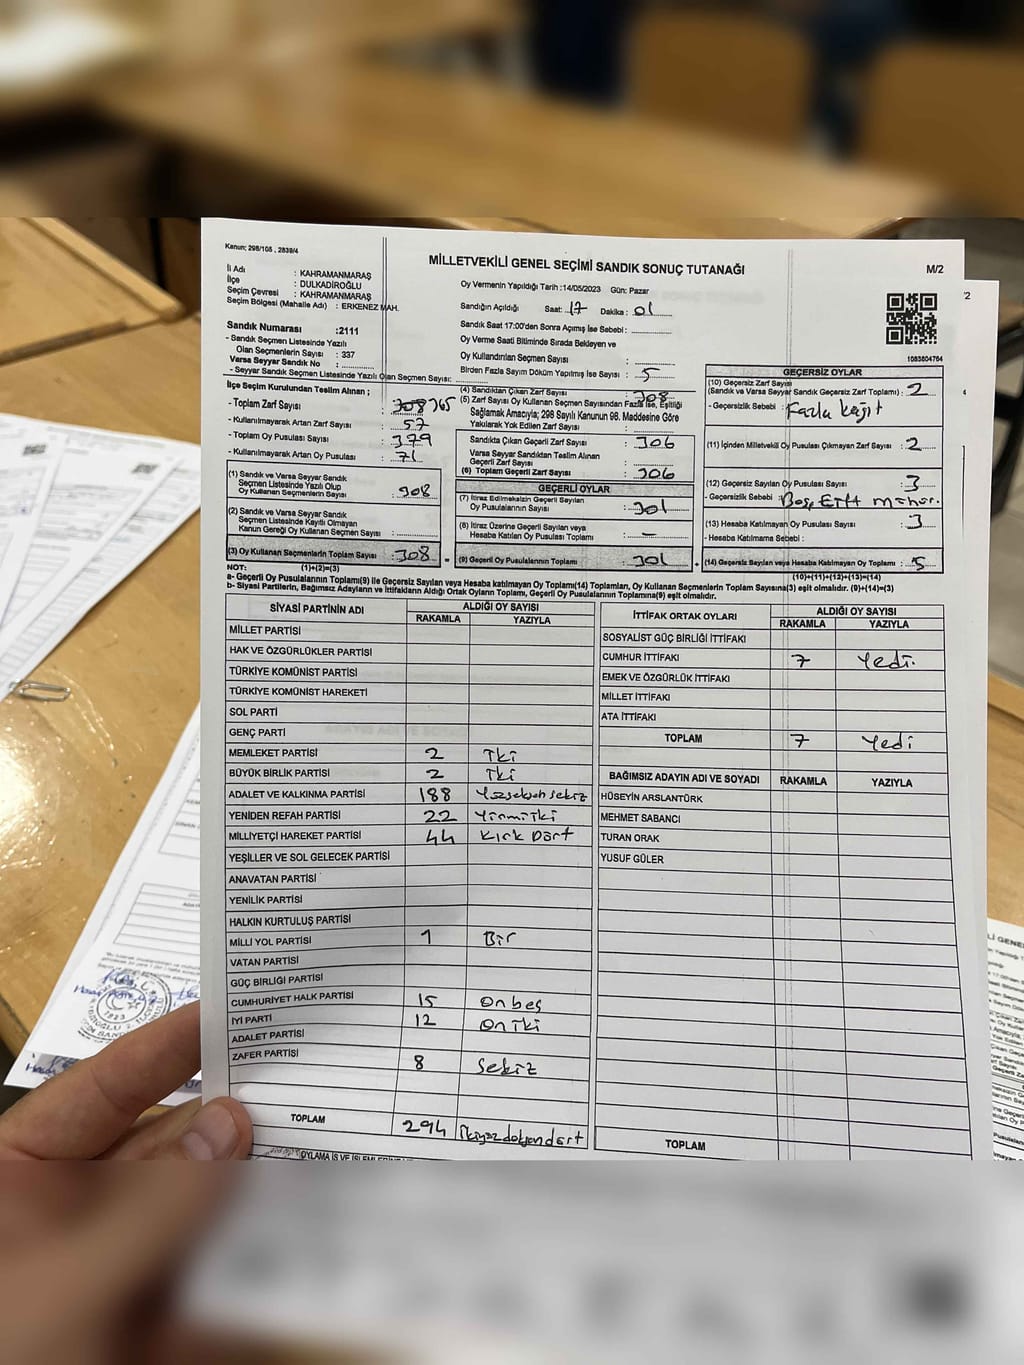 Kanun; 298/105 , 2839/4
MİLLETVEKİLİ GENEL SEÇİMİ SANDIK SONUÇ TUTANAĞI
M/2
İl Adı : KAHRAMANMARAŞ
İlçe : DULKADİROĞLU
Seçim Çevresi : KAHRAMANMARAŞ
Seçim Bölgesi (Mahalle Adı) : ERKENEZ MAH.
Oy Vermenin Yapıldığı Tarih :14/05/2023 Gün: Pazar
Sandığın Açıldığı Saat: 17 Dakika: 01
Sandık Saat 17:00'den Sonra Açımış İse Sebebi :
Oy Verme Saati Bitiminde Sırada Bekleyen ve
Oy Kullandırılan Seçmen Sayısı :
Birden Fazla Sayım Döküm Yapılmış İse Sayısı : 5
1083804764
Sandık Numarası :2111
- Sandık Seçmen Listesinde Yazılı
Olan Seçmenlerin Sayısı : 337
Varsa Seyyar Sandık No :
- Seyyar Sandık Seçmen Listesinde Yazılı Olan Seçmen Sayısı:
İlçe Seçim Kurulundan Teslim Alınan ;
- Toplam Zarf Sayısı : 365
- Kullanılmayarak Artan Zarf Sayısı : 57
- Toplam Oy Pusulası Sayısı : 379
- Kullanılmayarak Artan Oy Pusulası : 71
(1) Sandık ve Varsa Seyyar Sandık
Seçmen Listesinde Yazılı Olup
Oy Kullanan Seçmenlerin Sayısı : 308
(2) Sandık ve Varsa Seyyar Sandık
Seçmen Listesinde Kayıtlı Olmayan
Kanun Gereği Oy Kullanan Seçmen Sayısı :
(3) Oy Kullanan Seçmenlerin Toplam Sayısı : 308
(1)+(2)=(3)
(4) Sandıktan Çıkan Zarf Sayısı : 308
(5) Zarf Sayısı Oy Kullanan Seçmen Sayısından Fazla İse, Eşitliği
Sağlamak Amacıyla; 298 Sayılı Kanunun 98. Maddesine Göre
Yakılarak Yok Edilen Zarf Sayısı :
Sandıkta Çıkan Geçerli Zarf Sayısı : 306
Varsa Seyyar Sandıktan Teslim Alınan
Geçerli Zarf Sayısı :
(6) Toplam Geçerli Zarf Sayısı : 306
GEÇERLİ OYLAR
(7) İtiraz Edilmeksizin Geçerli Sayılan
Oy Pusulalarının Sayısı : 301
(8) İtiraz Üzerine Geçerli Sayılan veya
Hesaba Katılan Oy Pusulası Toplamı : -
(9) Geçerli Oy Pusulalarının Toplamı : 301
GEÇERSİZ OYLAR
(10) Geçersiz Zarf Sayısı
(Sandık ve Varsa Seyyar Sandık Geçersiz Zarf Toplamı) : 2
- Geçersizlik Sebebi : Fazla kağıt
(11) İçinden Milletvekili Oy Pusulası Çıkmayan Zarf Sayısı : 2
(12) Geçersiz Sayılan Oy Pusulası Sayısı : 3
- Geçersizlik Sebebi : Boş Çift mühür.
(13) Hesaba Katılmayan Oy Pusulası Sayısı : 3
- Hesaba Katılmama Sebebi :
(14) Geçersiz Sayılan veya Hesaba Katılmayan Oy Toplamı : 5
(10)+(11)+(12)+(13)=(14)
NOT:
a- Geçerli Oy Pusulalarının Toplamı(9) ile Geçersiz Sayılan veya Hesaba katılmayan Oy Toplamı(14) Toplamları, Oy Kullanan Seçmenlerin Toplam Sayısına(3) eşit olmalıdır. (9)+(14)=(3)
b- Siyasi Partilerin, Bağımsız Adayların ve İttifakların Aldığı Ortak Oyların Toplamı, Geçerli Oy Pusulalarının Toplamına(9) eşit olmalıdır.
SİYASİ PARTİNİN ADI ALDIĞI OY SAYISI
RAKAMLA YAZIYLA
MİLLET PARTİSİ
HAK VE ÖZGÜRLÜKLER PARTİSİ
TÜRKİYE KOMÜNİST PARTİSİ
TÜRKİYE KOMÜNİST HAREKETİ
SOL PARTİ
GENÇ PARTİ
MEMLEKET PARTİSİ 2 İki
BÜYÜK BİRLİK PARTİSİ 2 İki
ADALET VE KALKINMA PARTİSİ 188 Yüzseksensekiz
YENİDEN REFAH PARTİSİ 22 Yirmiiki
MİLLİYETÇİ HAREKET PARTİSİ 44 Kırk Dört
YEŞİLLER VE SOL GELECEK PARTİSİ
ANAVATAN PARTİSİ
YENİLİK PARTİSİ
HALKIN KURTULUŞ PARTİSİ
MİLLİ YOL PARTİSİ 1 Bir
VATAN PARTİSİ
GÜÇ BİRLİĞİ PARTİSİ
CUMHURİYET HALK PARTİSİ 15 Onbeş
İYİ PARTİ 12 Oniki
ADALET PARTİSİ
ZAFER PARTİSİ 8 Sekiz
TOPLAM 294 İkiyüzdoksandört
İTTİFAK ORTAK OYLARI ALDIĞI OY SAYISI
RAKAMLA YAZIYLA
SOSYALİST GÜÇ BİRLİĞİ İTTİFAKI
CUMHUR İTTİFAKI 7 Yedi.
EMEK VE ÖZGÜRLÜK İTTİFAKI
MİLLET İTTİFAKI
ATA İTTİFAKI
TOPLAM 7 Yedi
BAĞIMSIZ ADAYIN ADI VE SOYADI RAKAMLA YAZIYLA
HÜSEYİN ARSLANTÜRK
MEHMET SABANCI
TURAN ORAK
YUSUF GÜLER
TOPLAM